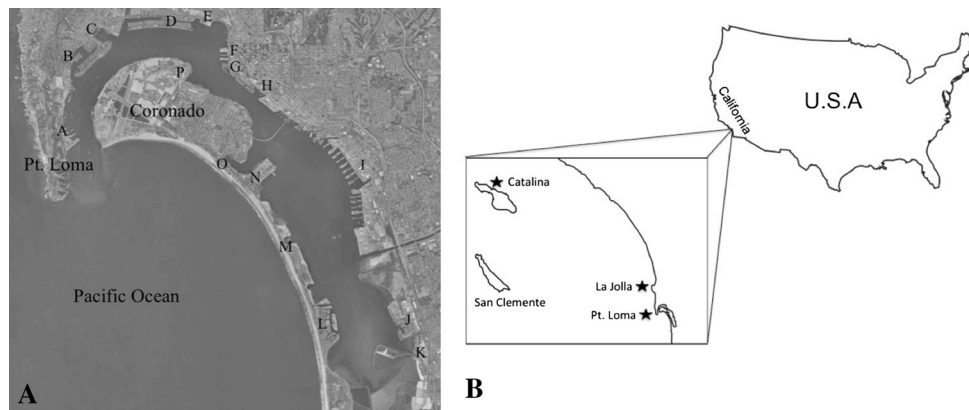 E
D
C
F
B
G
P
H
Coronado
A
Pt. Loma
O
I
N
M
Pacific Ocean
L
J
K
A
U.S.A
California
Catalina
La Jolla
San Clemente
Pt. Loma
B